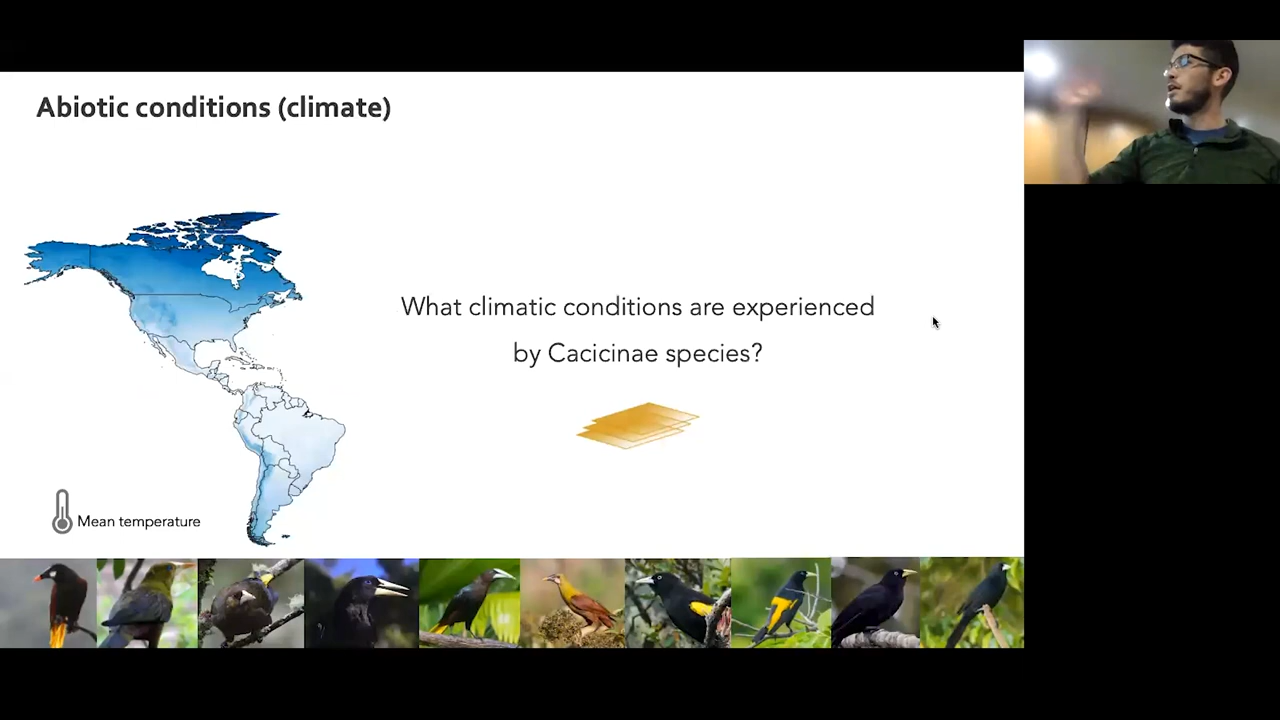 Abiotic conditions (climate)
What climatic conditions are experienced
by Cacicinae species?
Mean temperature